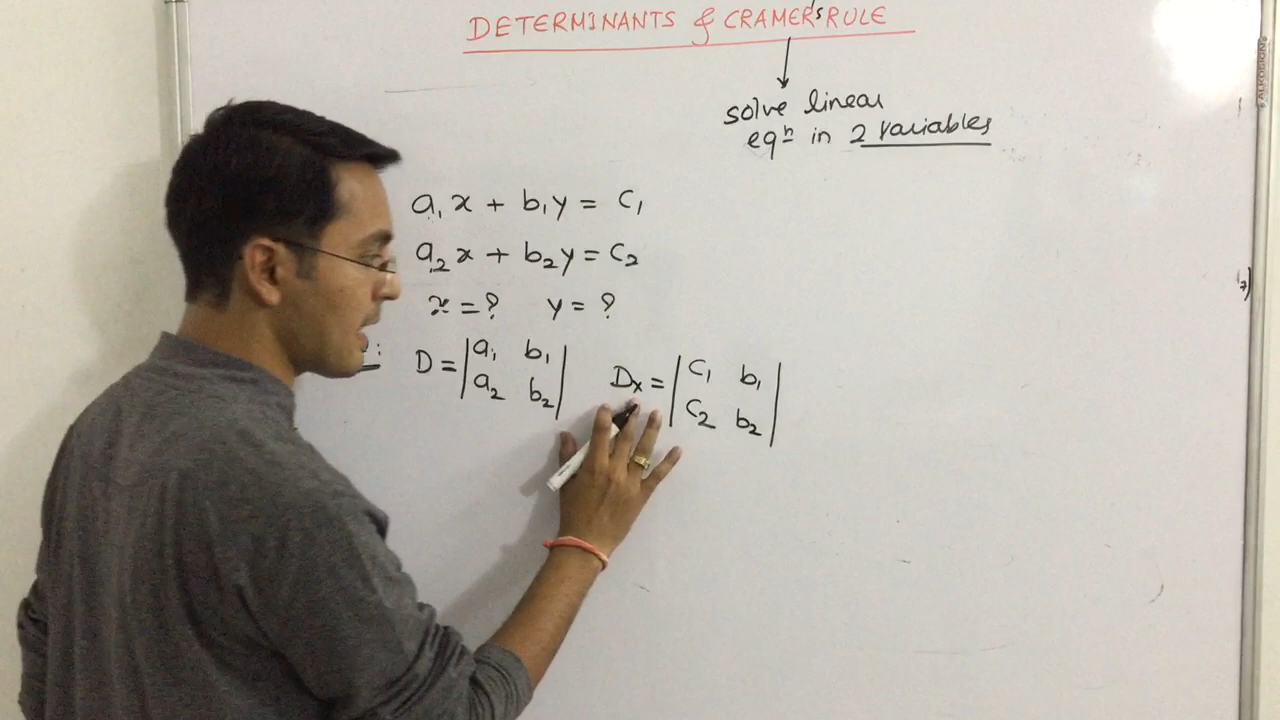 DETERMINANTS & CRAMER'S RULE
solve linear
eqⁿ in 2 variables
a₁x + b₁y = c₁
a₂x + b₂y = c₂
x = ? y = ?
D = |a₁ b₁| Dx = |c₁ b₁|
|a₂ b₂| |c₂ b₂|
ALKOSIGN